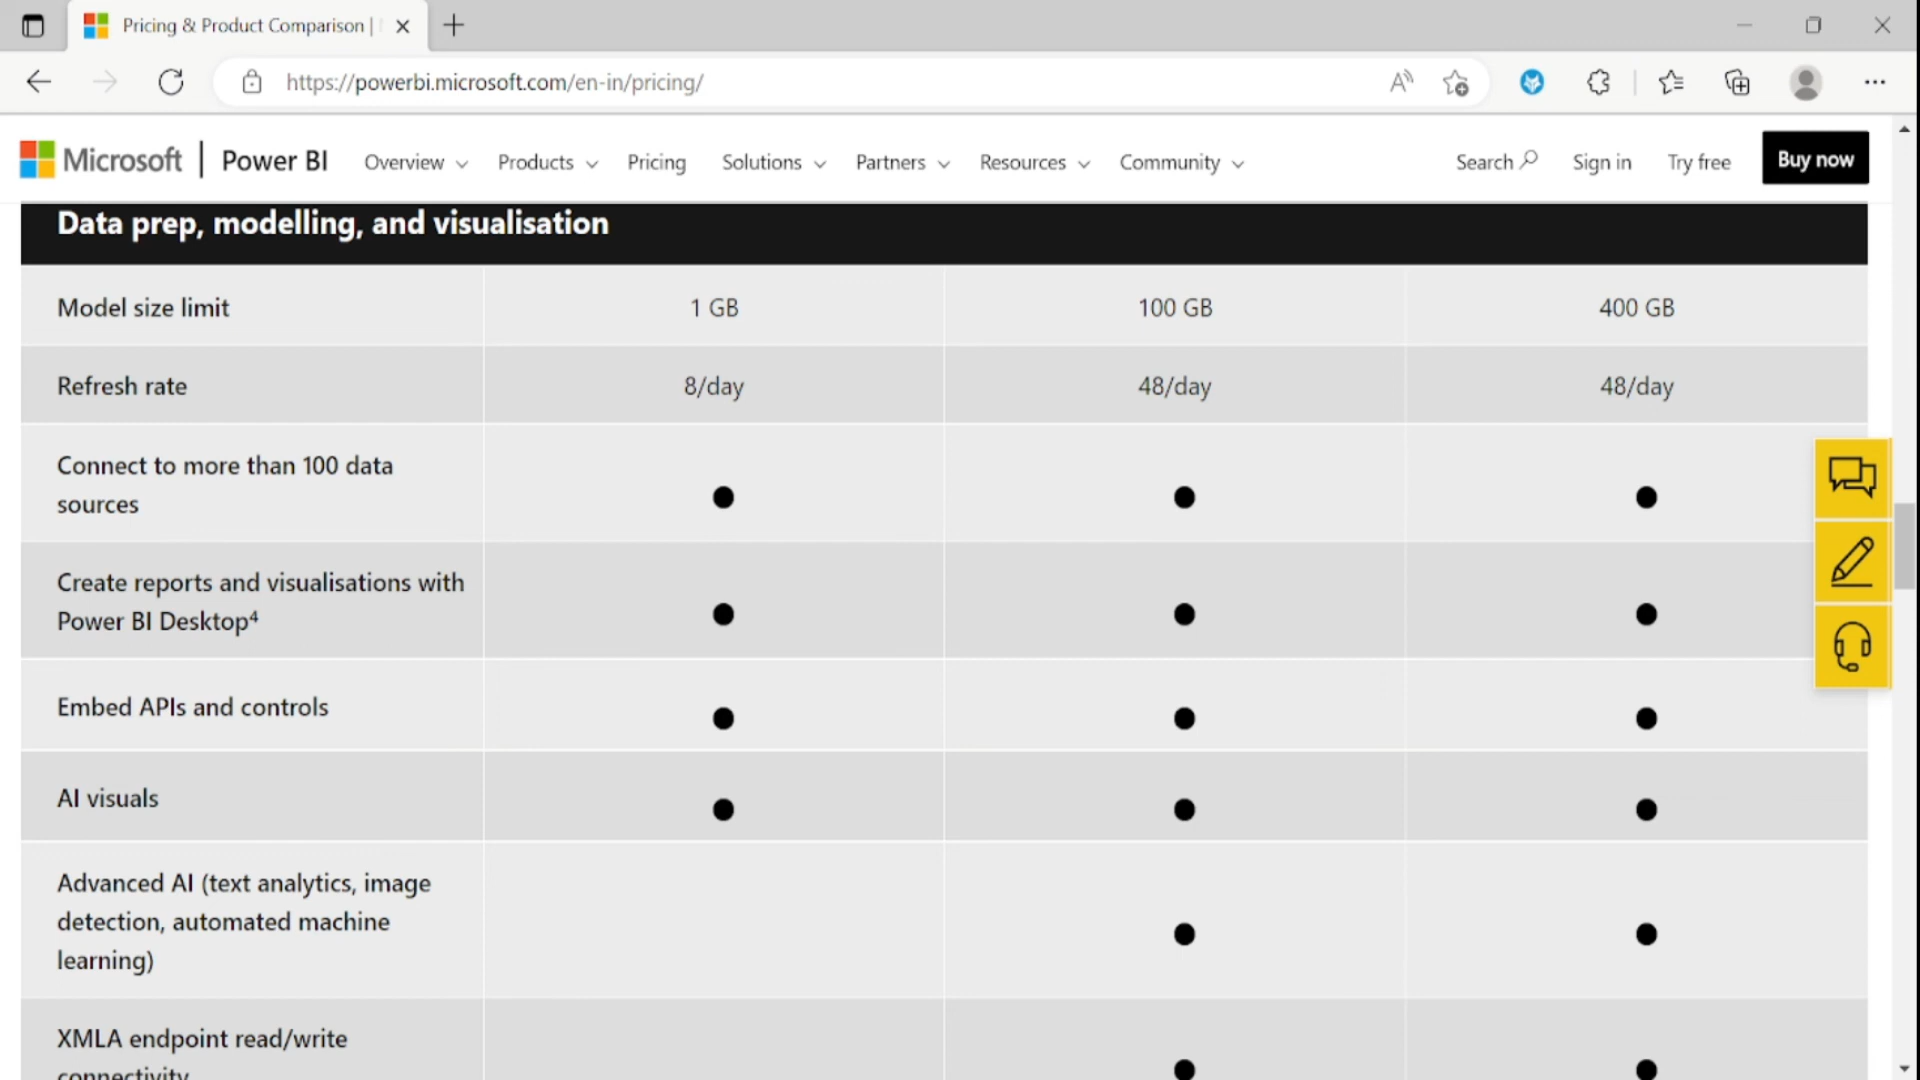 Pricing & Product Comparison |
https://powerbi.microsoft.com/en-in/pricing/
Microsoft Power BI Overview Products Pricing Solutions Partners Resources Community Search Sign in Try free Buy now
Data prep, modelling, and visualisation
Model size limit 1 GB 100 GB 400 GB
Refresh rate 8/day 48/day 48/day
Connect to more than 100 data
sources
Create reports and visualisations with
Power BI Desktop⁴
Embed APIs and controls
AI visuals
Advanced AI (text analytics, image
detection, automated machine
learning)
XMLA endpoint read/write
connectivity